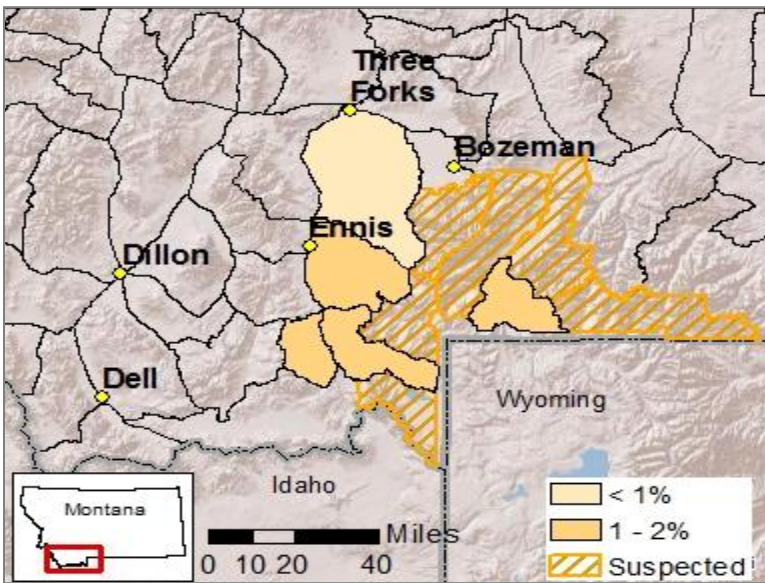 Three
Forks
Bozeman
Ennis
Dillon
Dell
Wyoming
Idaho
Montana
Miles
0 10 20 40
< 1%
1 - 2%
Suspected